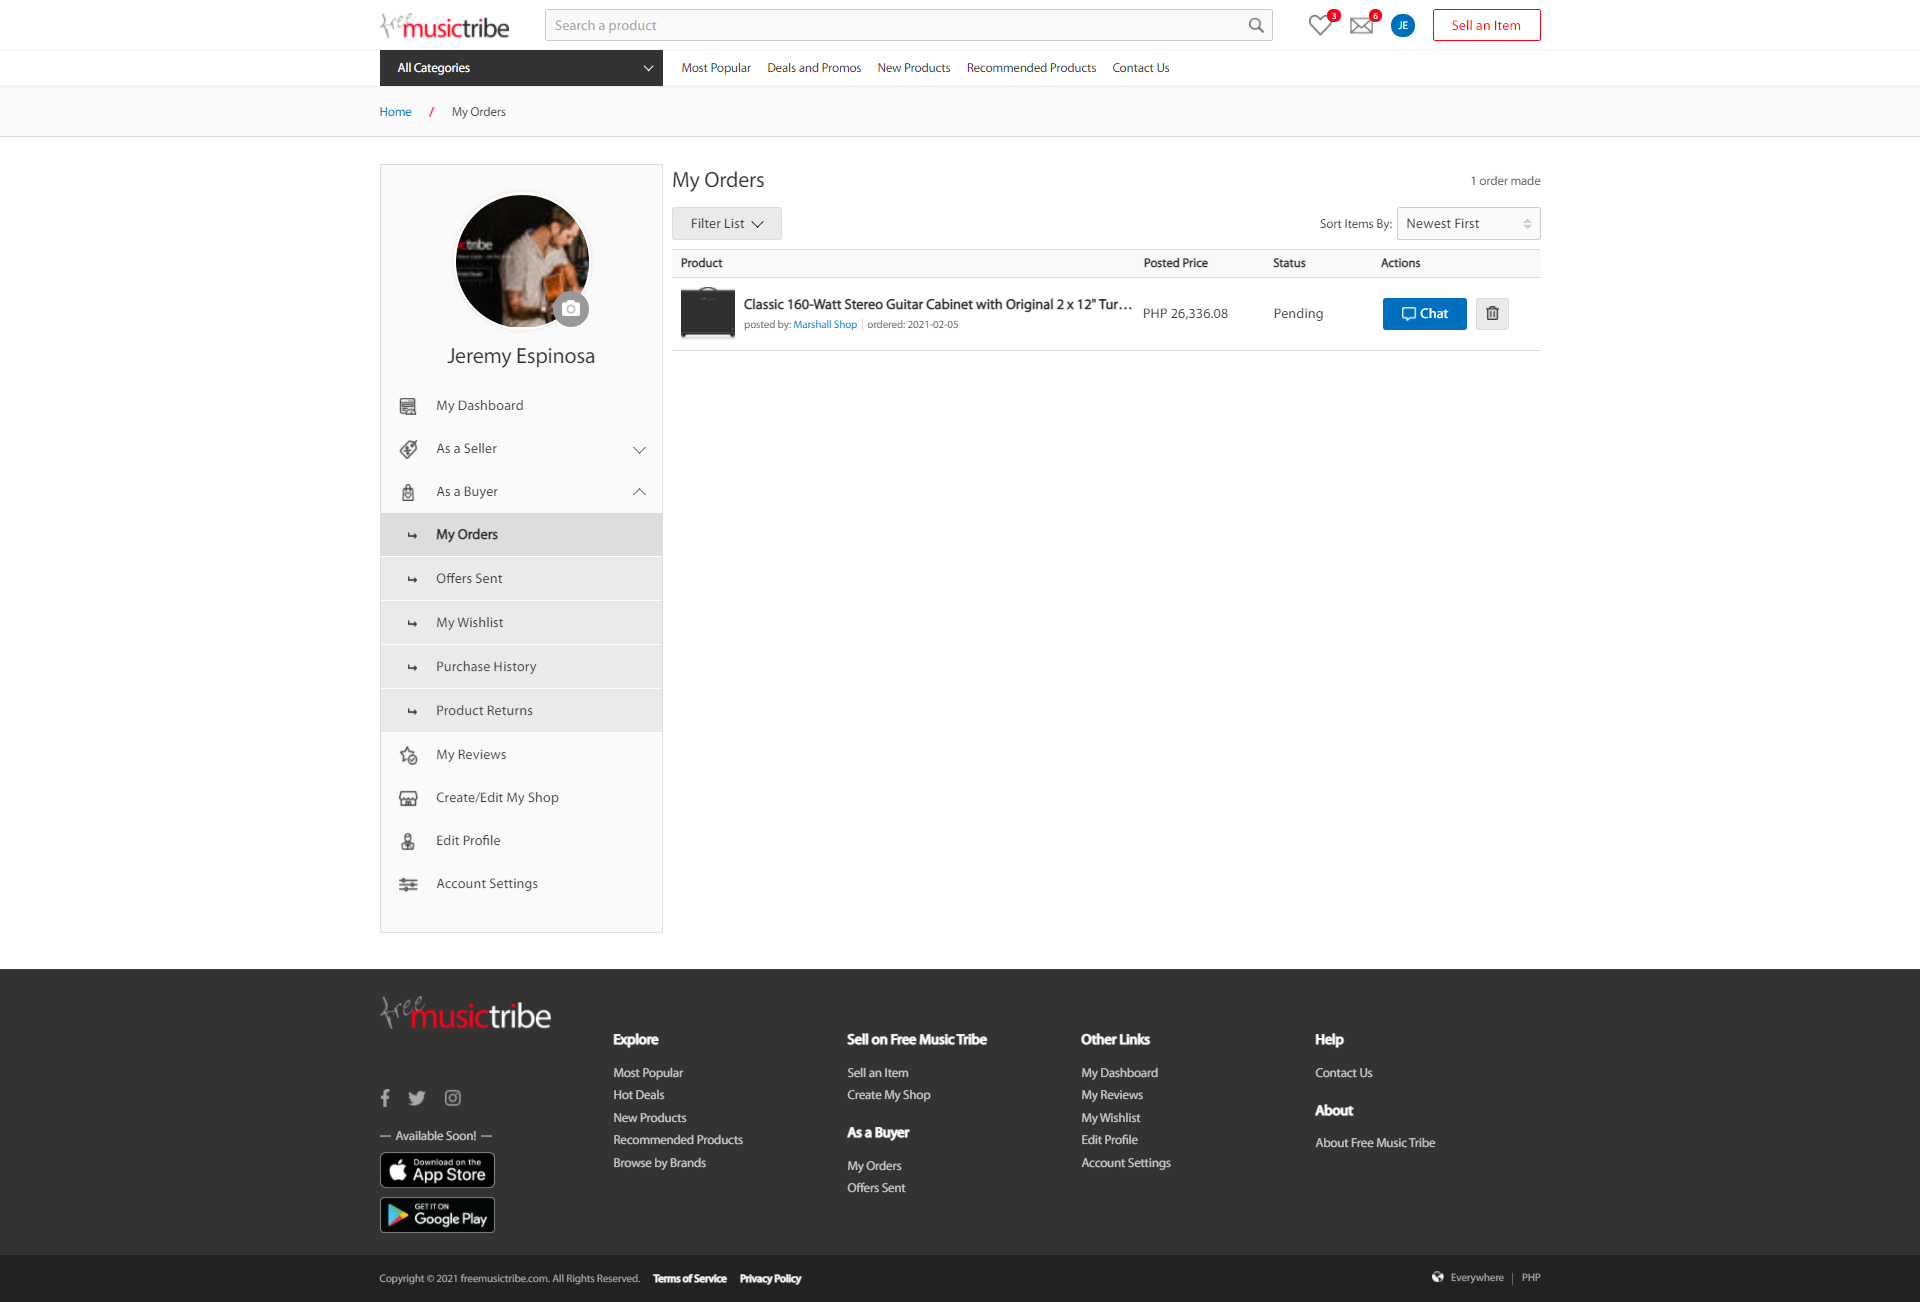 free musictribe
Search a product
3
6
JE
Sell an Item
All Categories
Most Popular
Deals and Promos
New Products
Recommended Products
Contact Us
Home / My Orders
Jeremy Espinosa
My Dashboard
As a Seller
As a Buyer
My Orders
Offers Sent
My Wishlist
Purchase History
Product Returns
My Reviews
Create/Edit My Shop
Edit Profile
Account Settings
My Orders
1 order made
Filter List
Sort Items By: Newest First
Product
Posted Price
Status
Actions
Classic 160-Watt Stereo Guitar Cabinet with Original 2 x 12" Tur...
posted by: Marshall Shop | ordered: 2021-02-05
PHP 26,336.08
Pending
Chat
free musictribe
— Available Soon! —
Download on the
App Store
GET IT ON
Google Play
Explore
Most Popular
Hot Deals
New Products
Recommended Products
Browse by Brands
Sell on Free Music Tribe
Sell an Item
Create My Shop
As a Buyer
My Orders
Offers Sent
Other Links
My Dashboard
My Reviews
My Wishlist
Edit Profile
Account Settings
Help
Contact Us
About
About Free Music Tribe
Copyright © 2021 freemusictribe.com. All Rights Reserved.
Terms of Service
Privacy Policy
Everywhere | PHP